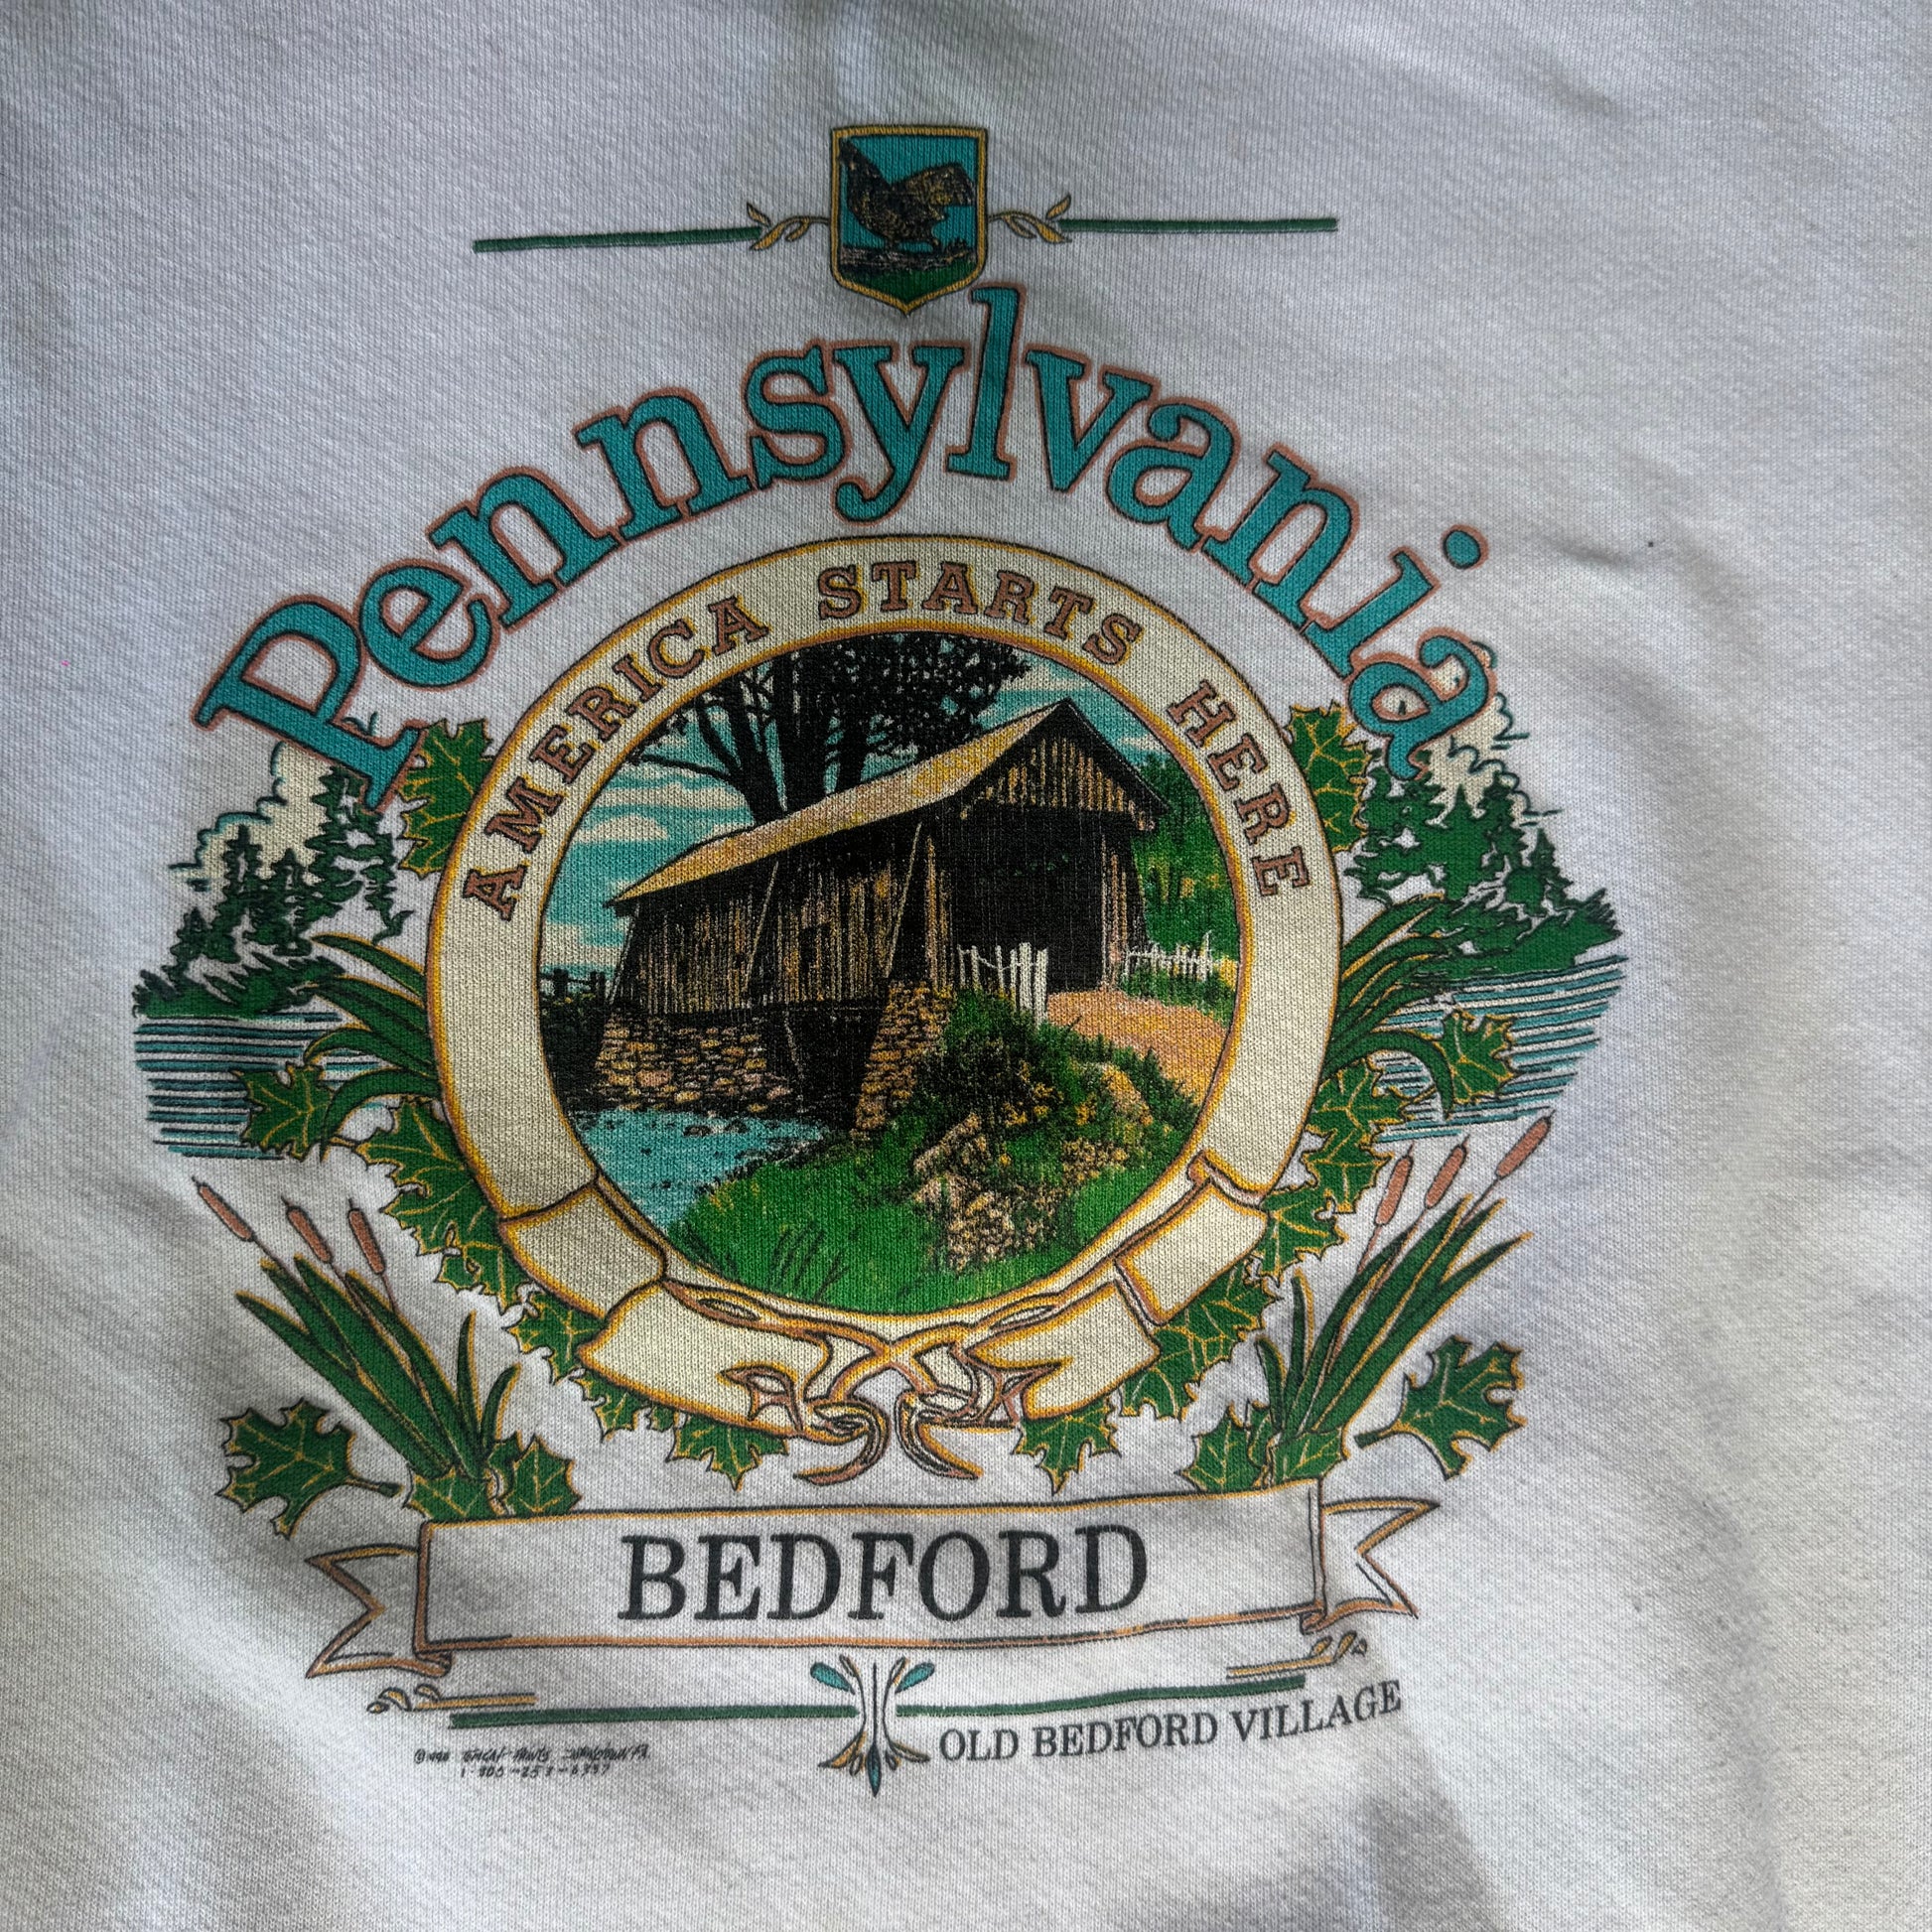 Pennsylvania
AMERICA STARTS HERE
BEDFORD
OLD BEDFORD VILLAGE